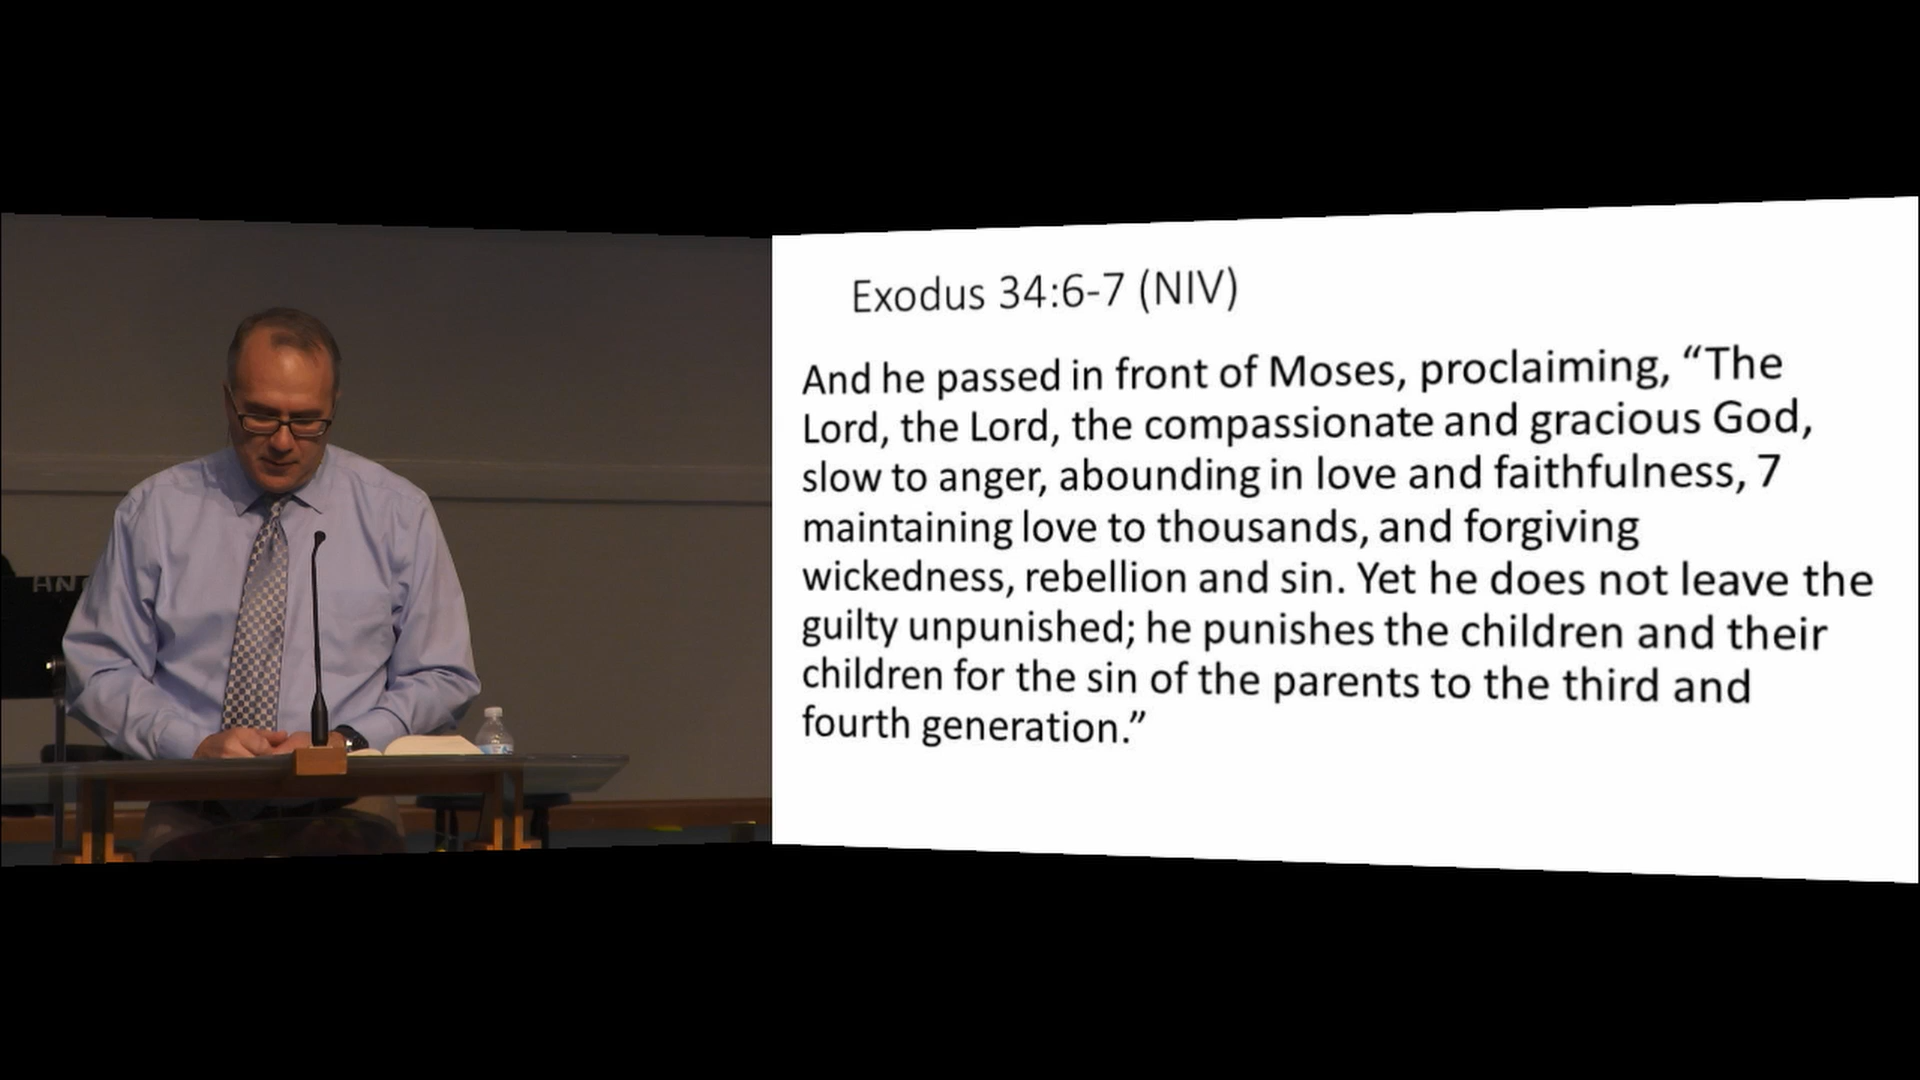 Exodus 34:6-7 (NIV)
And he passed in front of Moses, proclaiming, “The
Lord, the Lord, the compassionate and gracious God,
slow to anger, abounding in love and faithfulness, 7
maintaining love to thousands, and forgiving
wickedness, rebellion and sin. Yet he does not leave the
guilty unpunished; he punishes the children and their
children for the sin of the parents to the third and
fourth generation.”